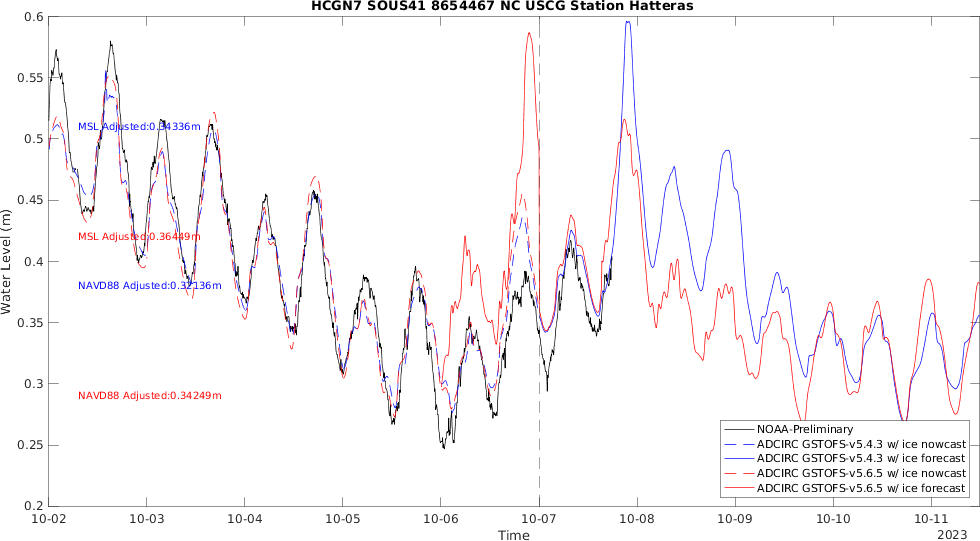 HCGN7 SOUS41 8654467 NC USCG Station Hatteras
Water Level (m)
0.6
0.55
0.5
0.45
0.4
0.35
0.3
0.25
0.2
MSL Adjusted:0.34336m
MSL Adjusted:0.36449m
NAVD88 Adjusted:0.32136m
NAVD88 Adjusted:0.34249m
NOAA-Preliminary
ADCIRC GSTOFS-v5.4.3 w/ ice nowcast
ADCIRC GSTOFS-v5.4.3 w/ ice forecast
ADCIRC GSTOFS-v5.6.5 w/ ice nowcast
ADCIRC GSTOFS-v5.6.5 w/ ice forecast
10-02 10-03 10-04 10-05 10-06 10-07 10-08 10-09 10-10 10-11
Time
2023